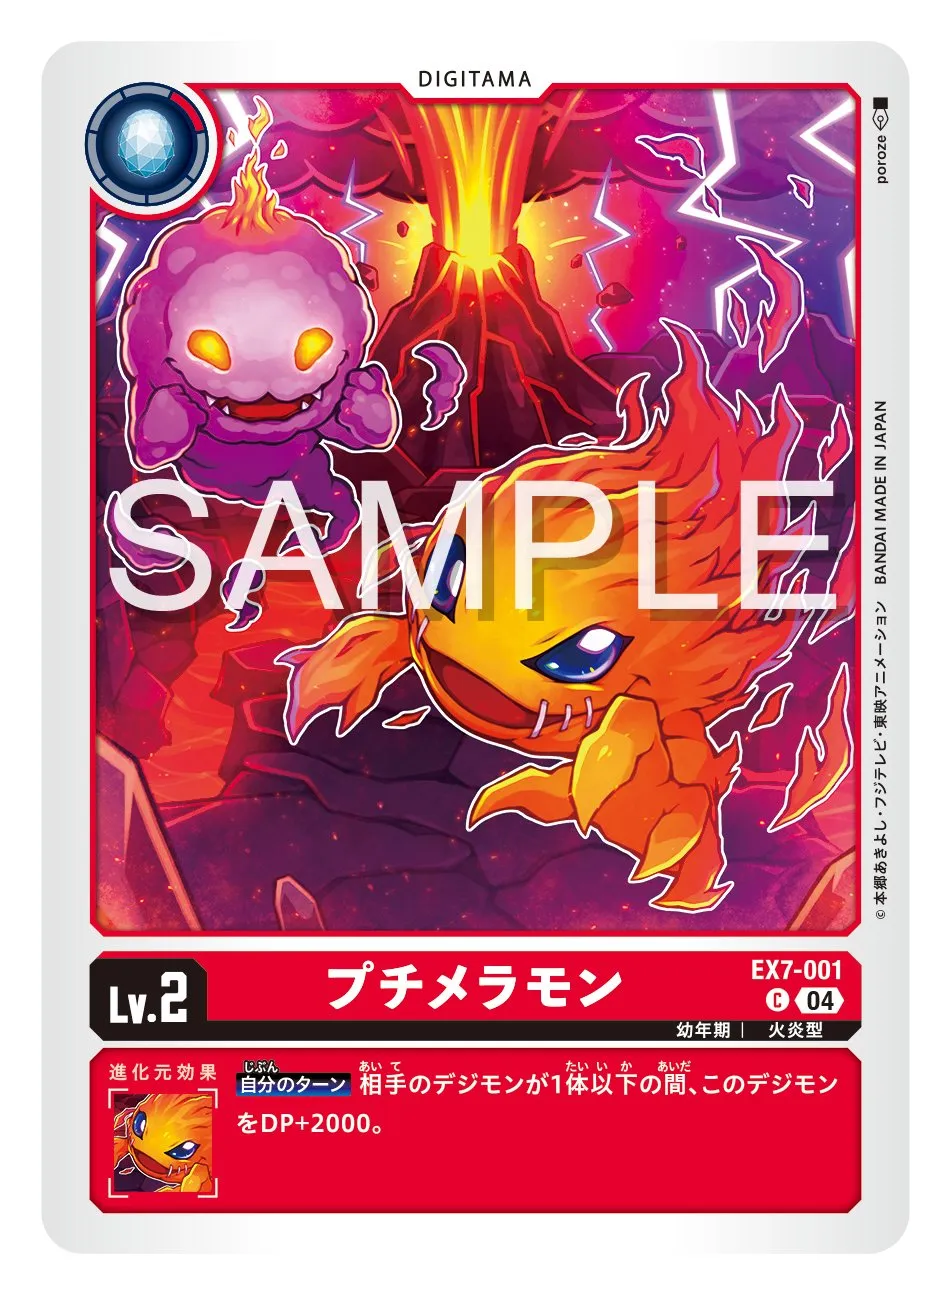 DIGITAMA
poroze
SAMPLE
© 本郷あきよし・フジテレビ・東映アニメーション BANDAI MADE IN JAPAN
Lv.2
プチメラモン
EX7-001
C 04
幼年期 | 火炎型
進化元効果
じぶん あいて たいいか あいだ
自分のターン 相手のデジモンが1体以下の間、このデジモン
をDP+2000。